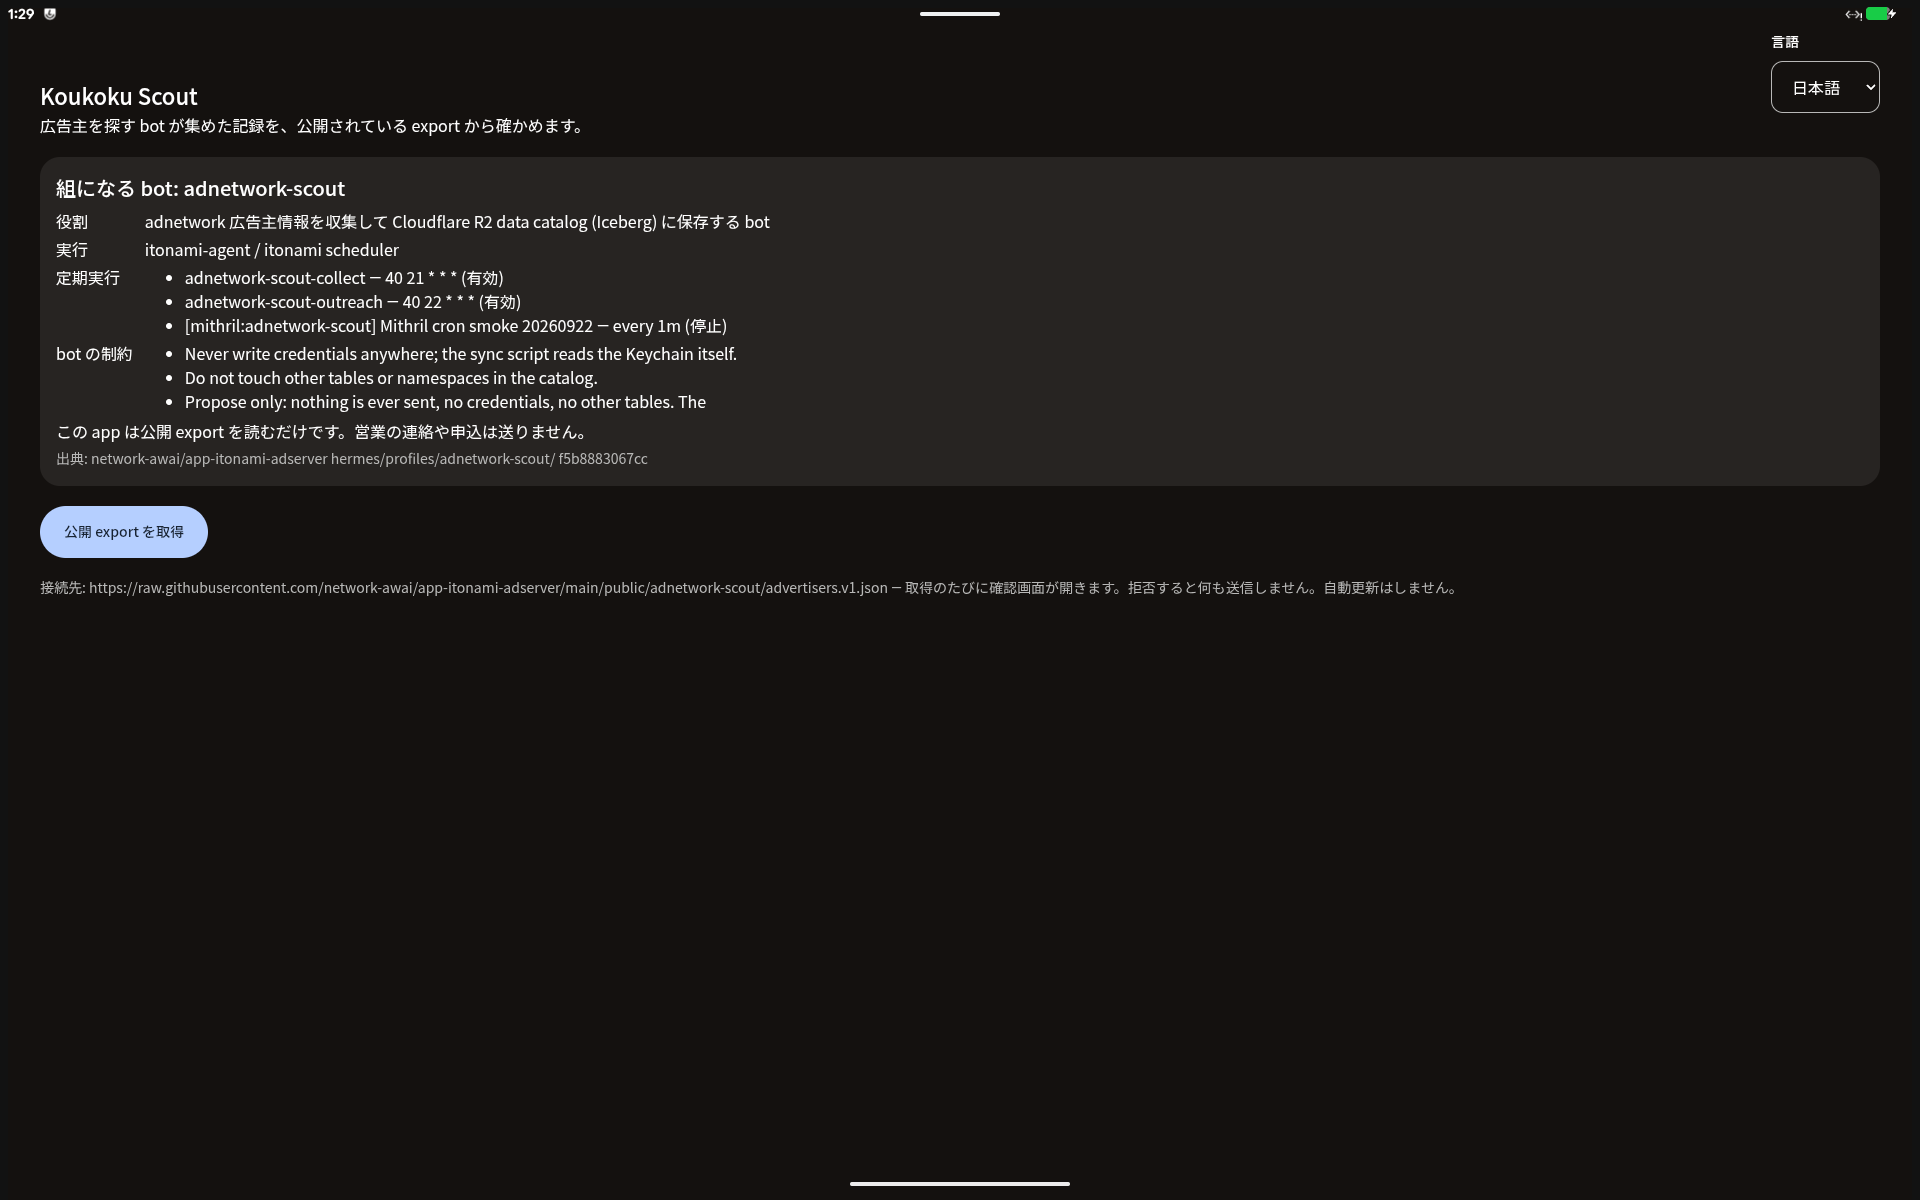 1:29
言語
日本語
Koukoku Scout
広告主を探す bot が集めた記録を、公開されている export から確かめます。
組になる bot: adnetwork-scout
役割 adnetwork 広告主情報を収集して Cloudflare R2 data catalog (Iceberg) に保存する bot
実行 itonami-agent / itonami scheduler
定期実行
• adnetwork-scout-collect — 40 21 * * * (有効)
• adnetwork-scout-outreach — 40 22 * * * (有効)
• [mithril:adnetwork-scout] Mithril cron smoke 20260922 — every 1m (停止)
bot の制約
• Never write credentials anywhere; the sync script reads the Keychain itself.
• Do not touch other tables or namespaces in the catalog.
• Propose only: nothing is ever sent, no credentials, no other tables. The
この app は公開 export を読むだけです。営業の連絡や申込は送りません。
出典: network-awai/app-itonami-adserver hermes/profiles/adnetwork-scout/ f5b8883067cc
公開 export を取得
接続先: https://raw.githubusercontent.com/network-awai/app-itonami-adserver/main/public/adnetwork-scout/advertisers.v1.json — 取得のたびに確認画面が開きます。拒否すると何も送信しません。自動更新はしません。